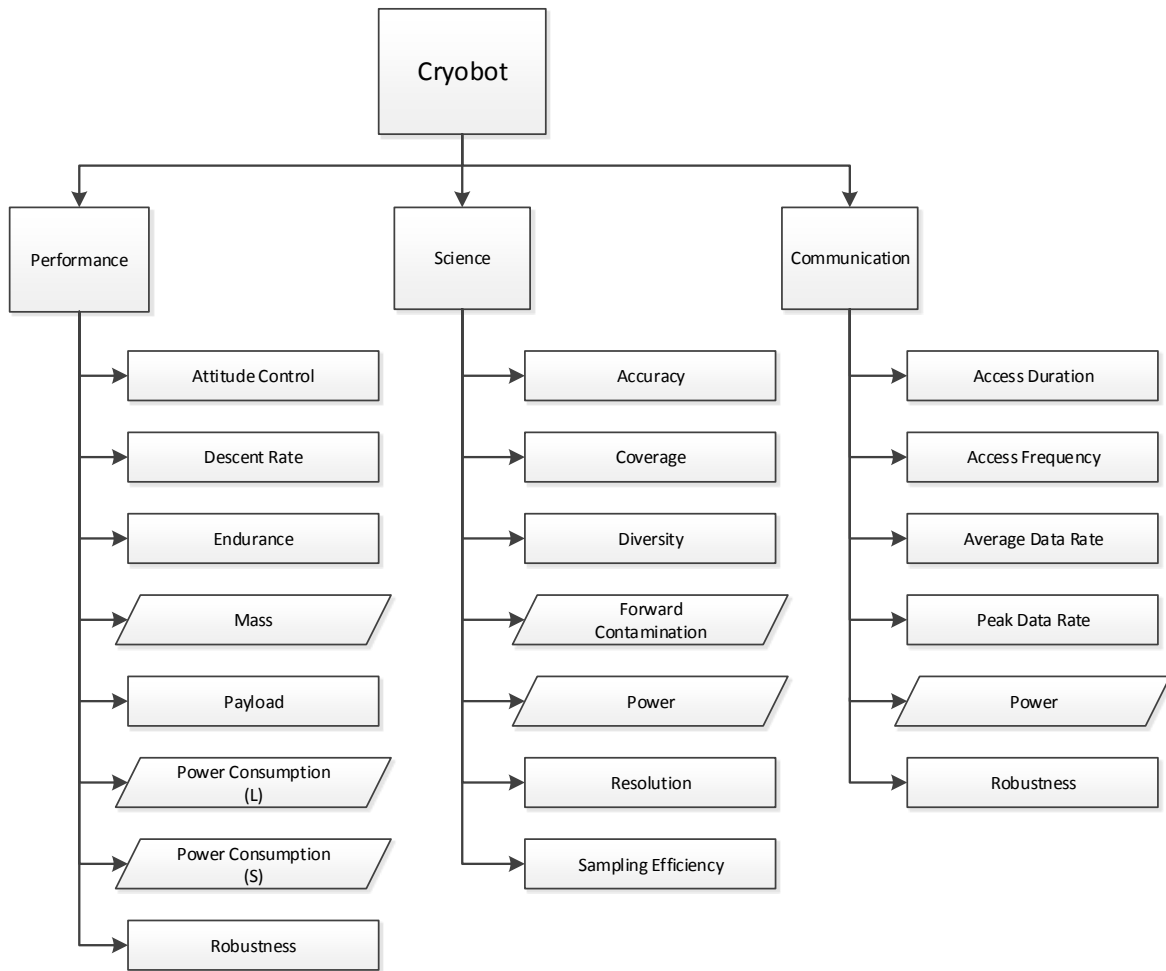 Cryobot
Performance
Science
Communication
Attitude Control
Descent Rate
Endurance
Mass
Payload
Power Consumption
(L)
Power Consumption
(S)
Robustness
Accuracy
Coverage
Diversity
Forward
Contamination
Power
Resolution
Sampling Efficiency
Access Duration
Access Frequency
Average Data Rate
Peak Data Rate
Power
Robustness